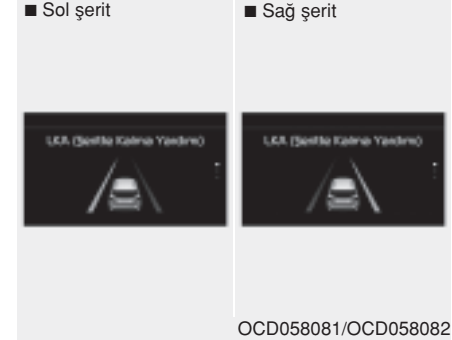 ■ Sol şerit
■ Sağ şerit
LKA (Şeritte Kalma Yardımı)
LKA (Şeritte Kalma Yardımı)
OCD058081/OCD058082